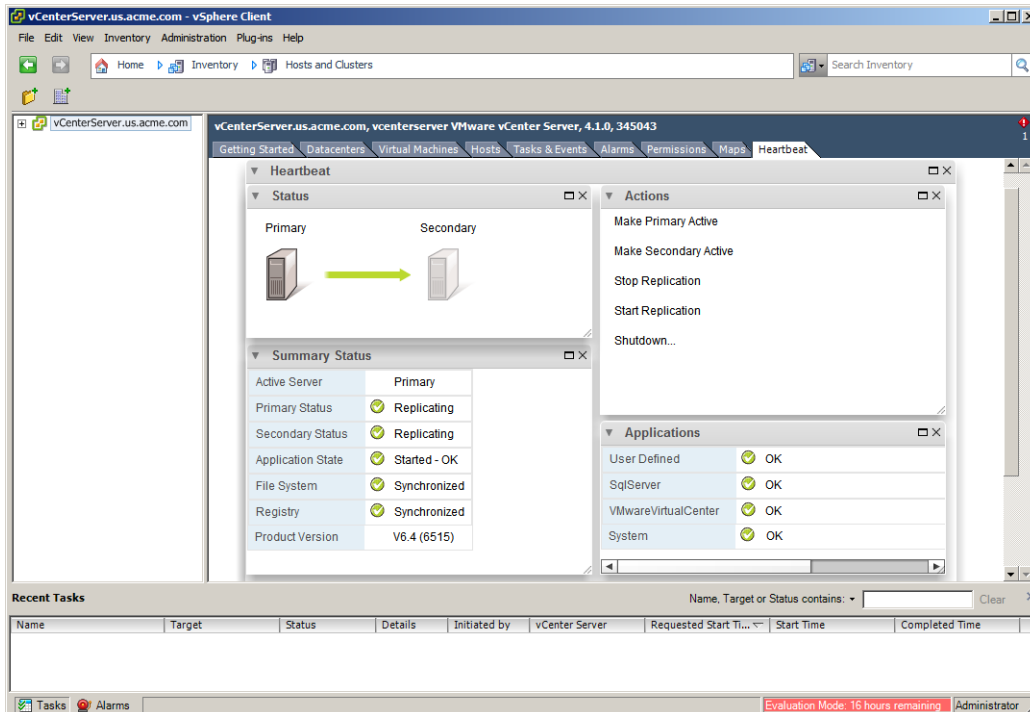 vCenterServer.us.acme.com - vSphere Client
File Edit View Inventory Administration Plug-ins Help
Home Inventory Hosts and Clusters Search Inventory
vCenterServer.us.acme.com
vCenterServer.us.acme.com, vcenterserver VMware vCenter Server, 4.1.0, 345043
1
Getting Started Datacenters Virtual Machines Hosts Tasks & Events Alarms Permissions Maps Heartbeat
Heartbeat
Status
Primary Secondary
Actions
Make Primary Active
Make Secondary Active
Stop Replication
Start Replication
Shutdown...
Summary Status
Active Server Primary
Primary Status Replicating
Secondary Status Replicating
Application State Started - OK
File System Synchronized
Registry Synchronized
Product Version V6.4 (6515)
Applications
User Defined OK
SqlServer OK
VMwareVirtualCenter OK
System OK
Recent Tasks Name, Target or Status contains: Clear
Name Target Status Details Initiated by vCenter Server Requested Start Ti... Start Time Completed Time
Tasks Alarms Evaluation Mode: 16 hours remaining Administrator